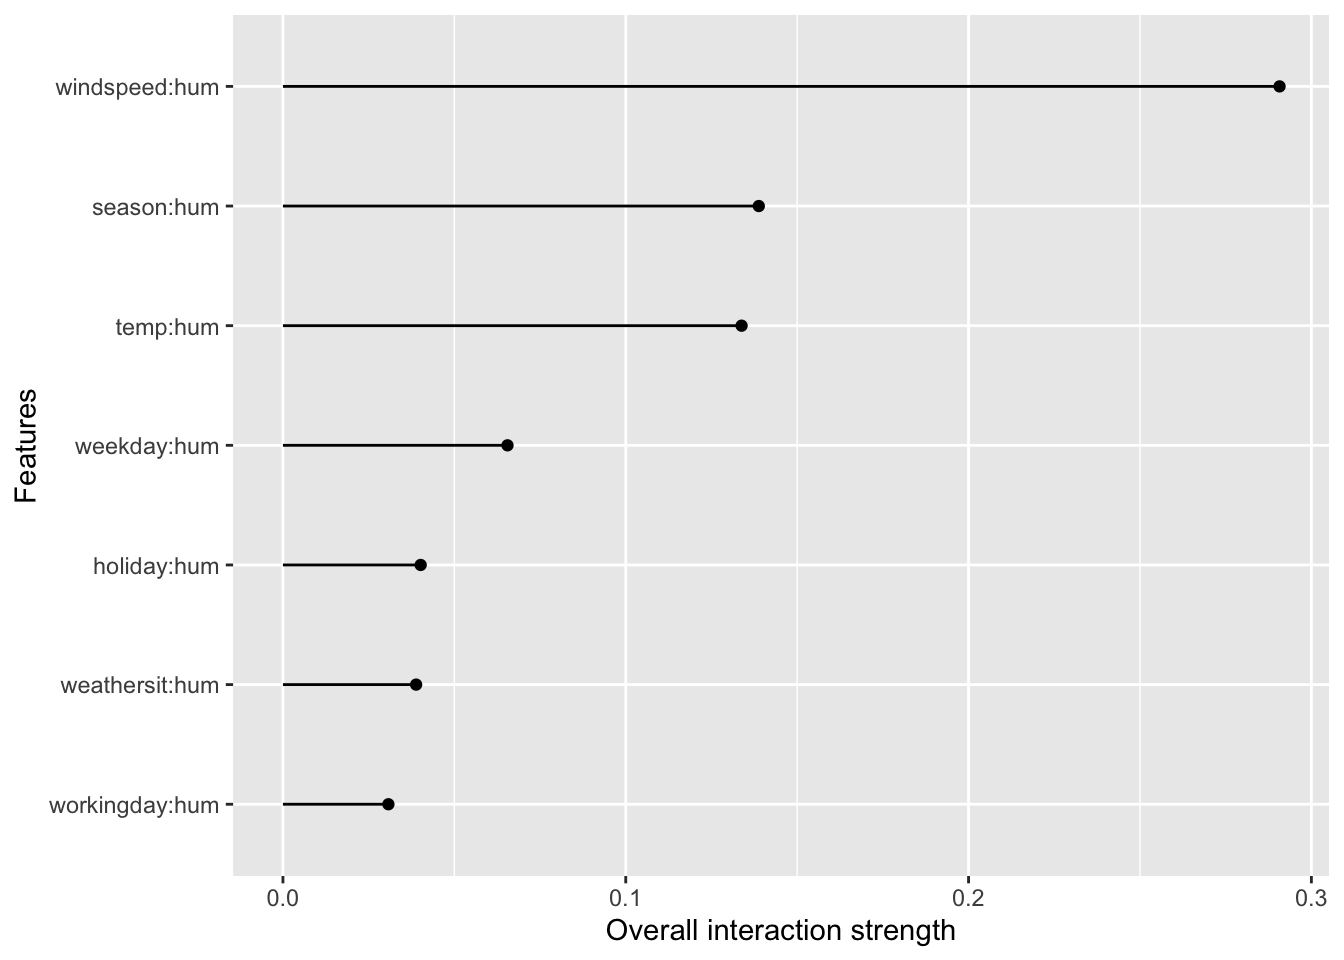 windspeed:hum
season:hum
temp:hum
weekday:hum
holiday:hum
weathersit:hum
workingday:hum
Features
0.0 0.1 0.2 0.3
Overall interaction strength